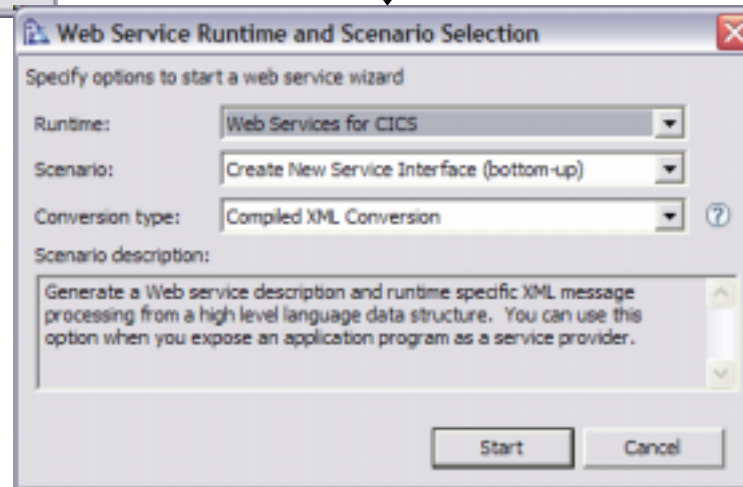 Web Service Runtime and Scenario Selection
Specify options to start a web service wizard
Runtime: Web Services for CICS
Scenario: Create New Service Interface (bottom-up)
Conversion type: Compiled XML Conversion
Scenario description:
Generate a Web service description and runtime specific XML message
processing from a high level language data structure. You can use this
option when you expose an application program as a service provider.
Start Cancel